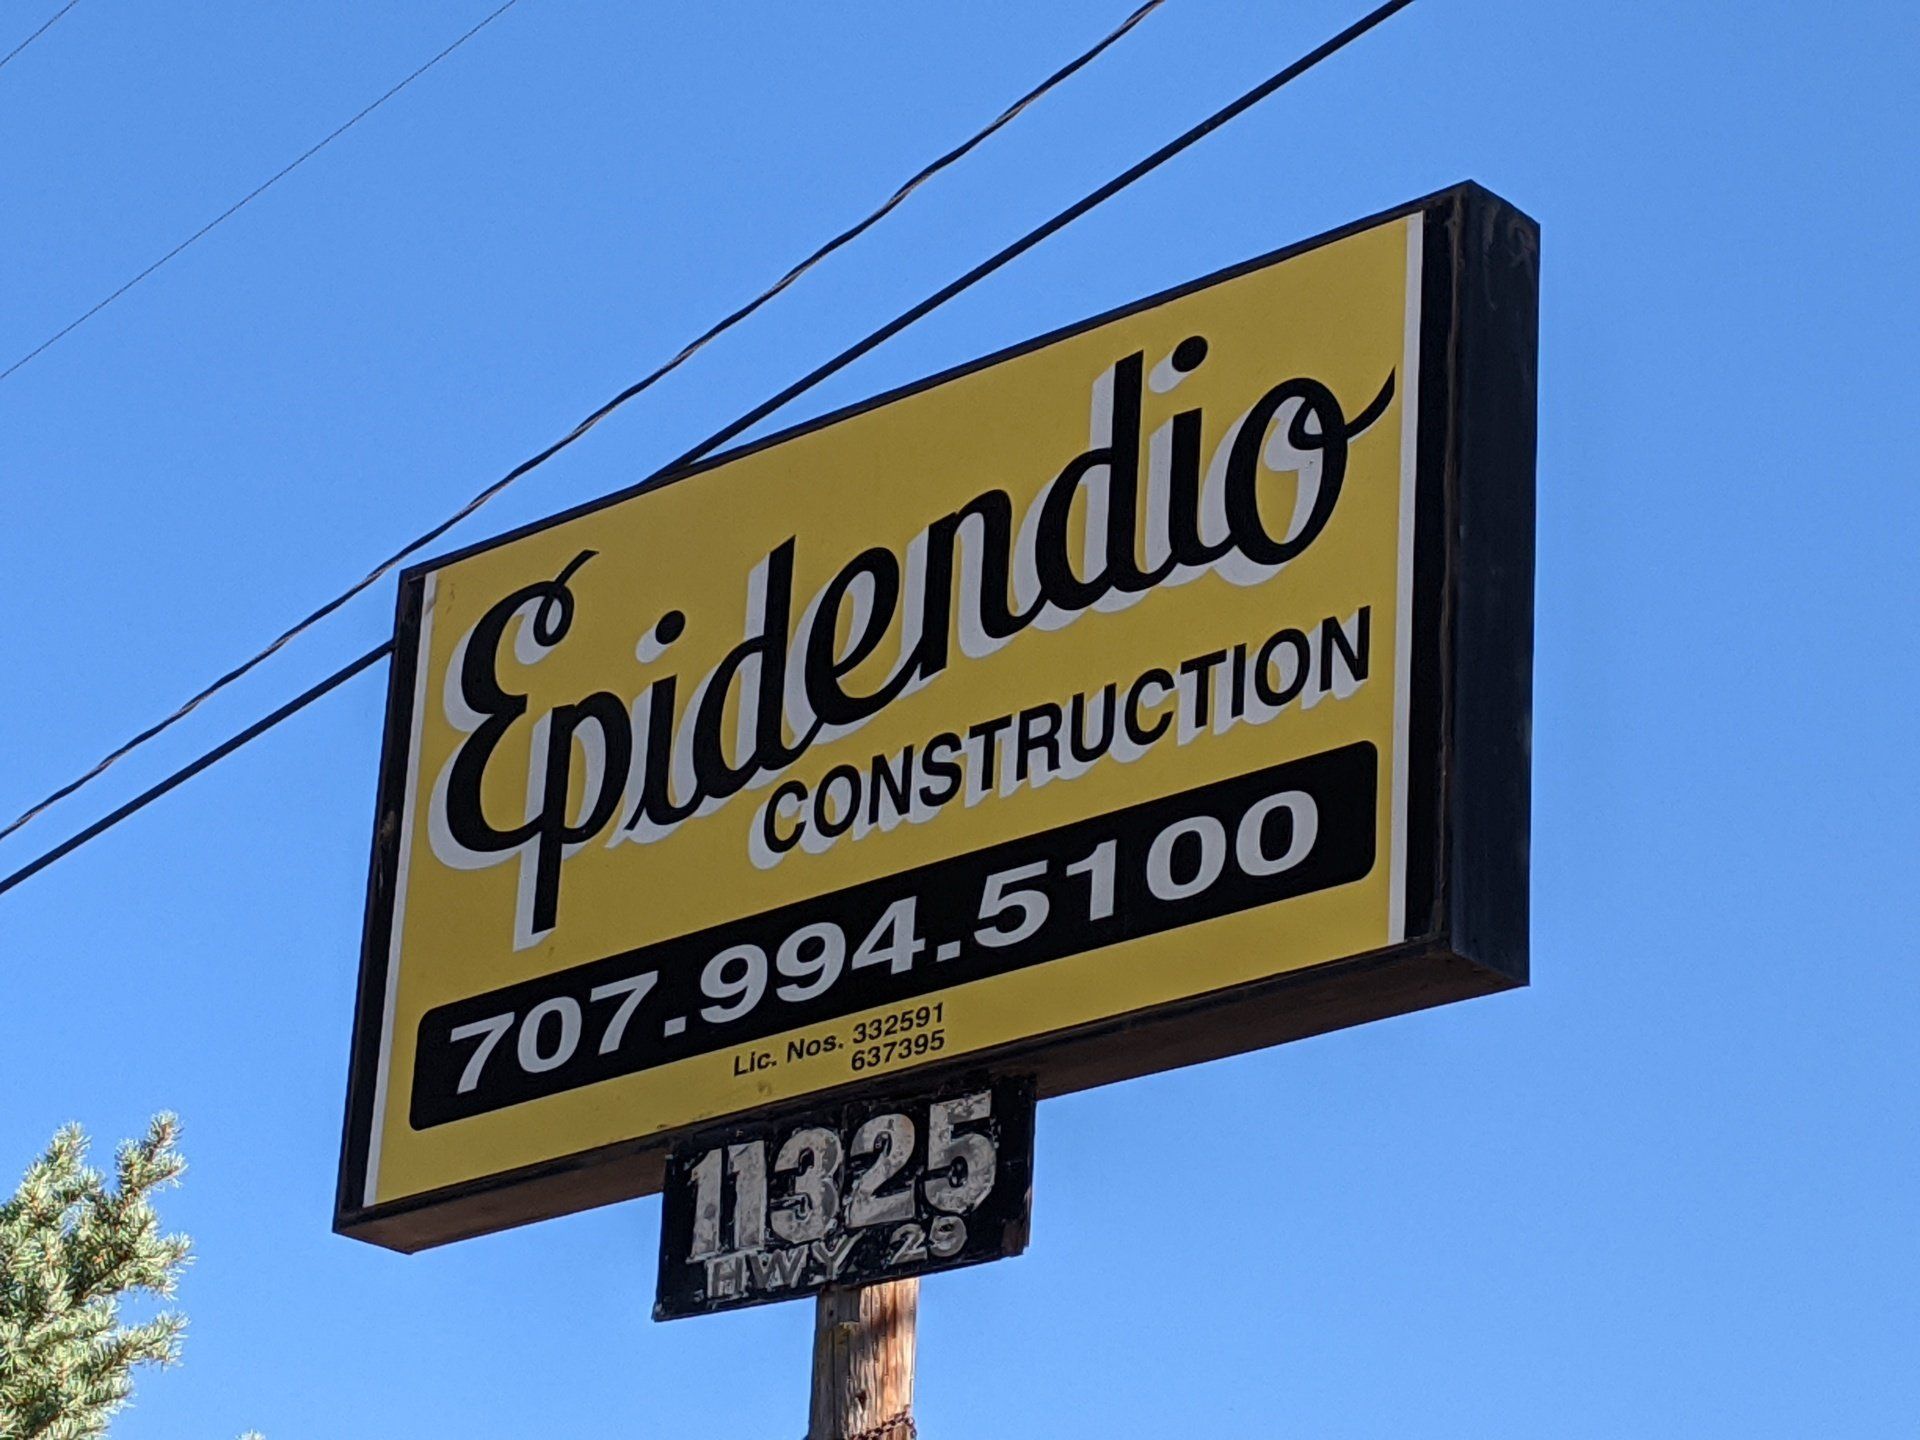 Epidendio
CONSTRUCTION
707.994.5100
Lic. Nos. 332591
637395
11325
HWY 29